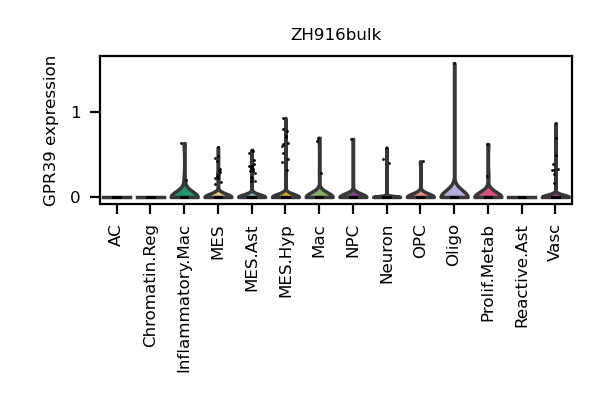 ZH916bulk
GPR39 expression
1
0
AC
Chromatin.Reg
Inflammatory.Mac
MES
MES.Ast
MES.Hyp
Mac
NPC
Neuron
OPC
Oligo
Prolif.Metab
Reactive.Ast
Vasc